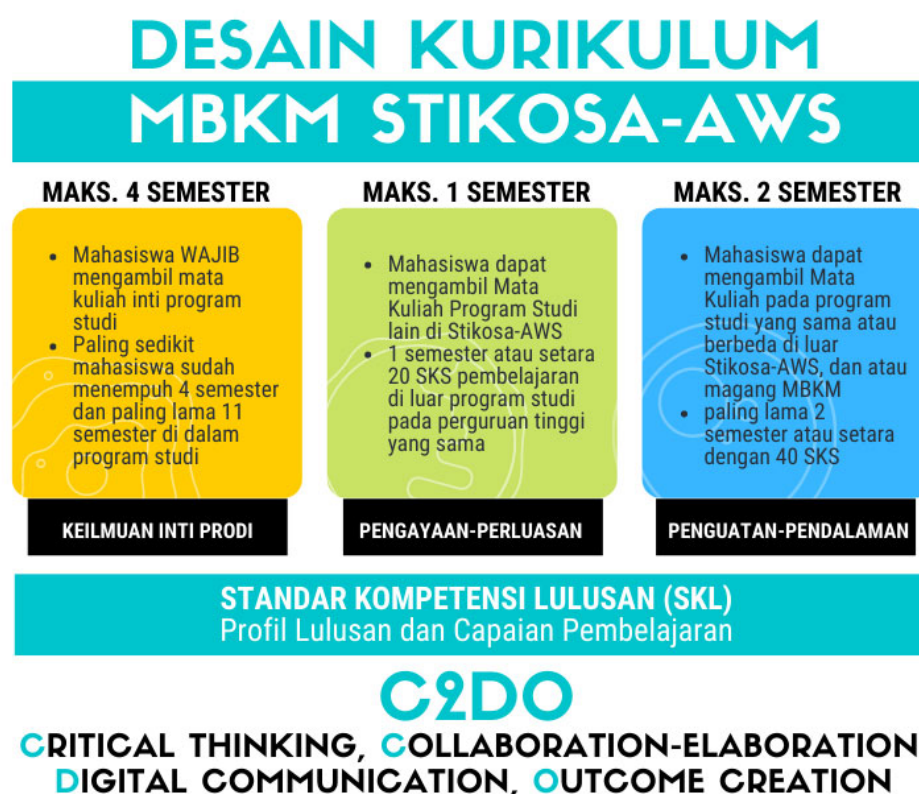 DESAIN KURIKULUM
MBKM STIKOSA-AWS
MAKS. 4 SEMESTER
• Mahasiswa WAJIB
mengambil mata
kuliah inti program
studi
• Paling sedikit
mahasiswa sudah
menempuh 4 semester
dan paling lama 11
semester di dalam
program studi
KEILMUAN INTI PRODI
MAKS. 1 SEMESTER
• Mahasiswa dapat
mengambil Mata
Kuliah Program Studi
lain di Stikosa-AWS
• 1 semester atau setara
20 SKS pembelajaran
di luar program studi
pada perguruan tinggi
yang sama
PENGAYAAN-PERLUASAN
MAKS. 2 SEMESTER
• Mahasiswa dapat
mengambil Mata
Kuliah pada program
studi yang sama atau
berbeda di luar
Stikosa-AWS, dan atau
magang MBKM
• paling lama 2
semester atau setara
dengan 40 SKS
PENGUATAN-PENDALAMAN
STANDAR KOMPETENSI LULUSAN (SKL)
Profil Lulusan dan Capaian Pembelajaran
C2DO
CRITICAL THINKING, COLLABORATION-ELABORATION
DIGITAL COMMUNICATION, OUTCOME CREATION